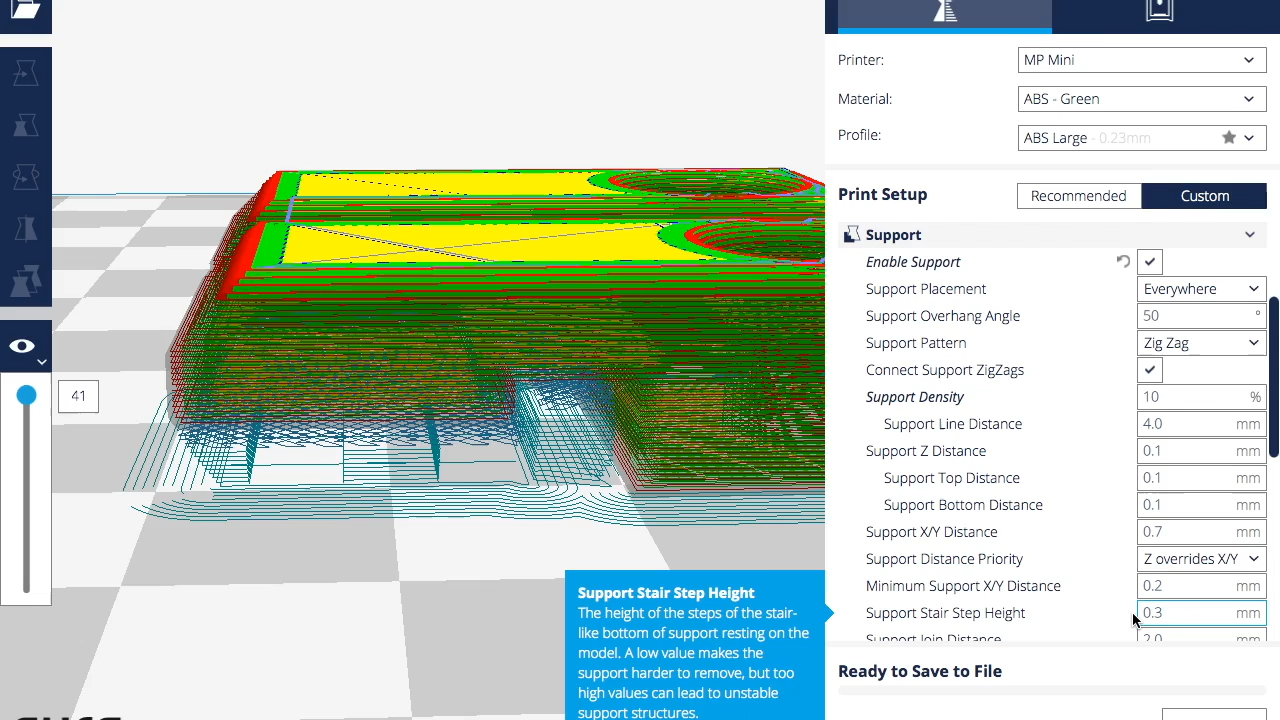 Printer:
MP Mini
Material:
ABS - Green
Profile:
ABS Large - 0.23mm
Print Setup
Recommended
Custom
Support
Enable Support
Support Placement
Everywhere
Support Overhang Angle
50 °
Support Pattern
Zig Zag
Connect Support ZigZags
Support Density
10 %
Support Line Distance
4.0 mm
Support Z Distance
0.1 mm
Support Top Distance
0.1 mm
Support Bottom Distance
0.1 mm
Support X/Y Distance
0.7 mm
Support Distance Priority
Z overrides X/Y
Minimum Support X/Y Distance
0.2 mm
Support Stair Step Height
0.3 mm
Support Join Distance
2.0 mm
Ready to Save to File
41
Support Stair Step Height
The height of the steps of the stair-
like bottom of support resting on the
model. A low value makes the
support harder to remove, but too
high values can lead to unstable
support structures.